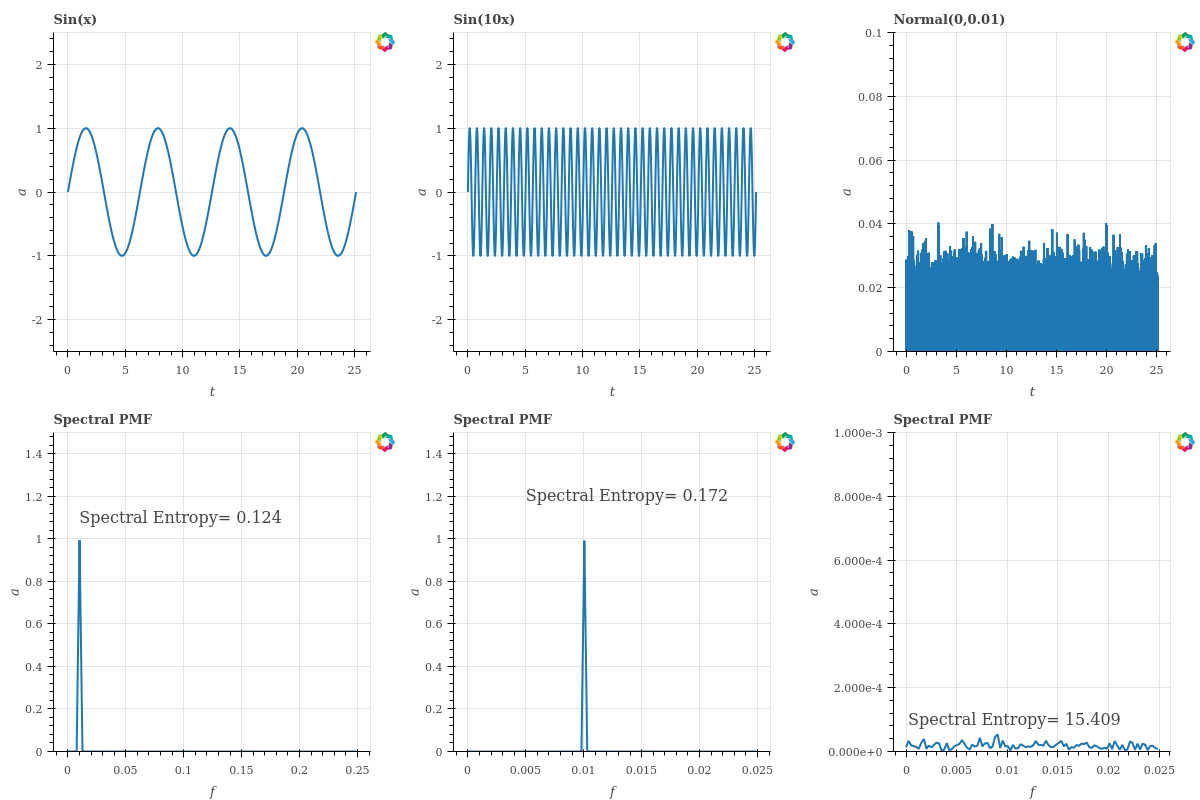 Sin(x)
2
1
0
-1
-2
a
0 5 10 15 20 25
t
Sin(10x)
2
1
0
-1
-2
a
0 5 10 15 20 25
t
Normal(0,0.01)
0.1
0.08
0.06
0.04
0.02
0
a
0 5 10 15 20 25
t
Spectral PMF
1.4
1.2
1
0.8
0.6
0.4
0.2
0
a
Spectral Entropy= 0.124
0 0.05 0.1 0.15 0.2 0.25
f
Spectral PMF
1.4
1.2
1
0.8
0.6
0.4
0.2
0
a
Spectral Entropy= 0.172
0 0.005 0.01 0.015 0.02 0.025
f
Spectral PMF
1.000e-3
8.000e-4
6.000e-4
4.000e-4
2.000e-4
0.000e+0
a
Spectral Entropy= 15.409
0 0.005 0.01 0.015 0.02 0.025
f